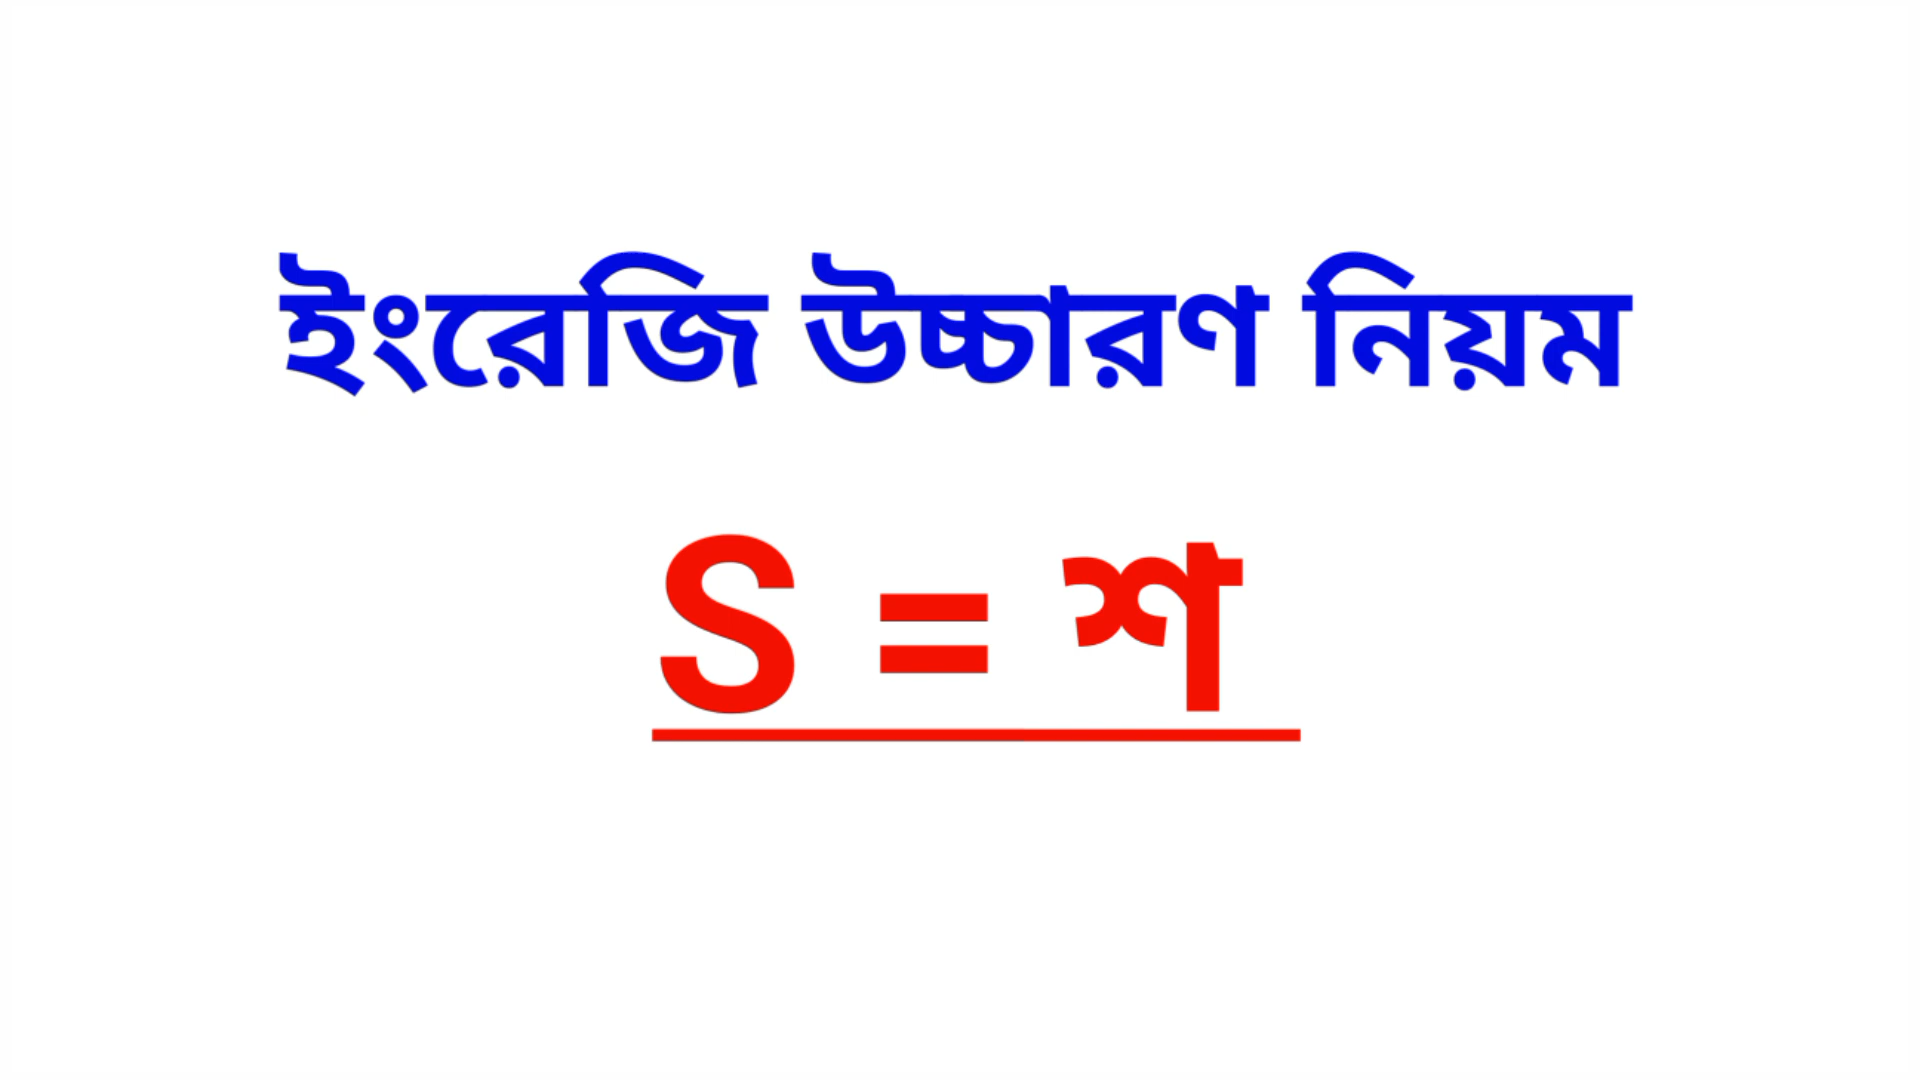 ইংরেজি উচ্চারণ নিয়ম
S = শ